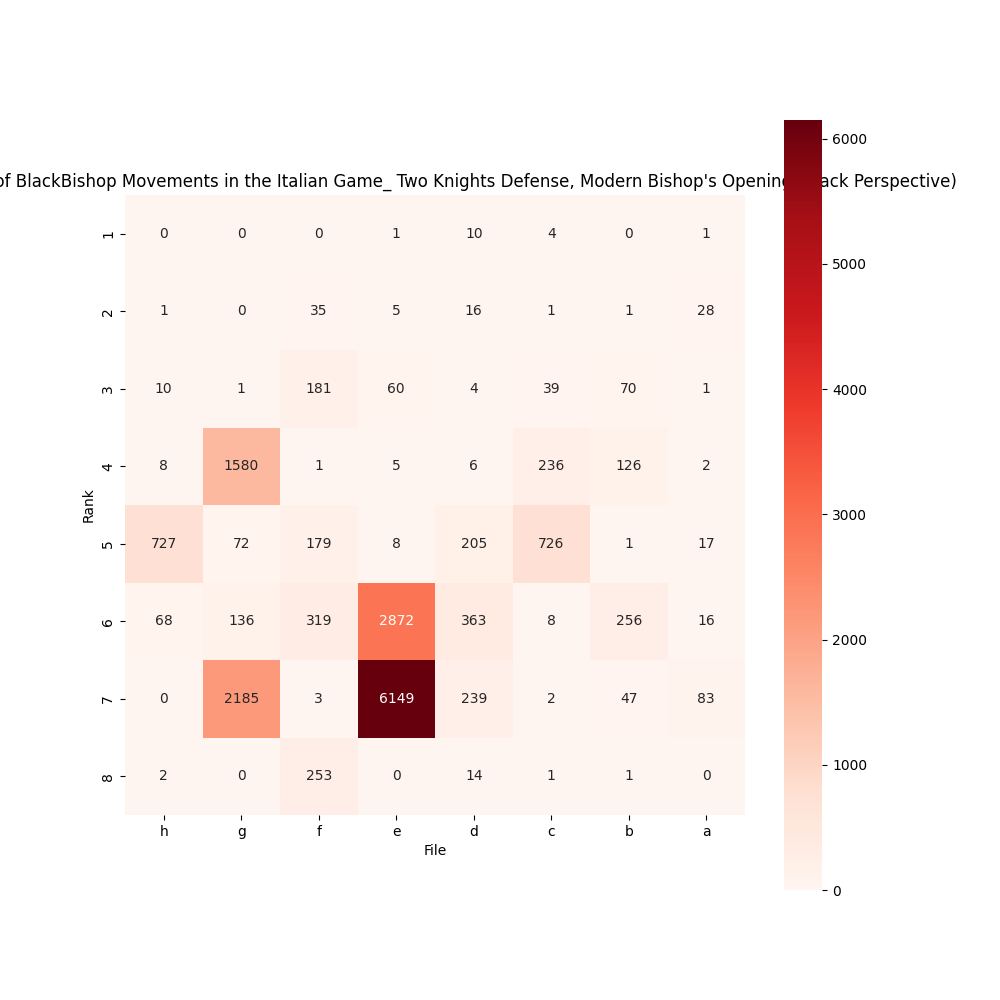 of BlackBishop Movements in the Italian Game_ Two Knights Defense, Modern Bishop's Opening ack Perspective)
6000
5000
4000
3000
2000
1000
0
Rank
1 0 0 0 1 10 4 0 1
2 1 0 35 5 16 1 1 28
3 10 1 181 60 4 39 70 1
4 8 1580 1 5 6 236 126 2
5 727 72 179 8 205 726 1 17
6 68 136 319 2872 363 8 256 16
7 0 2185 3 6149 239 2 47 83
8 2 0 253 0 14 1 1 0
h g f e d c b a
File